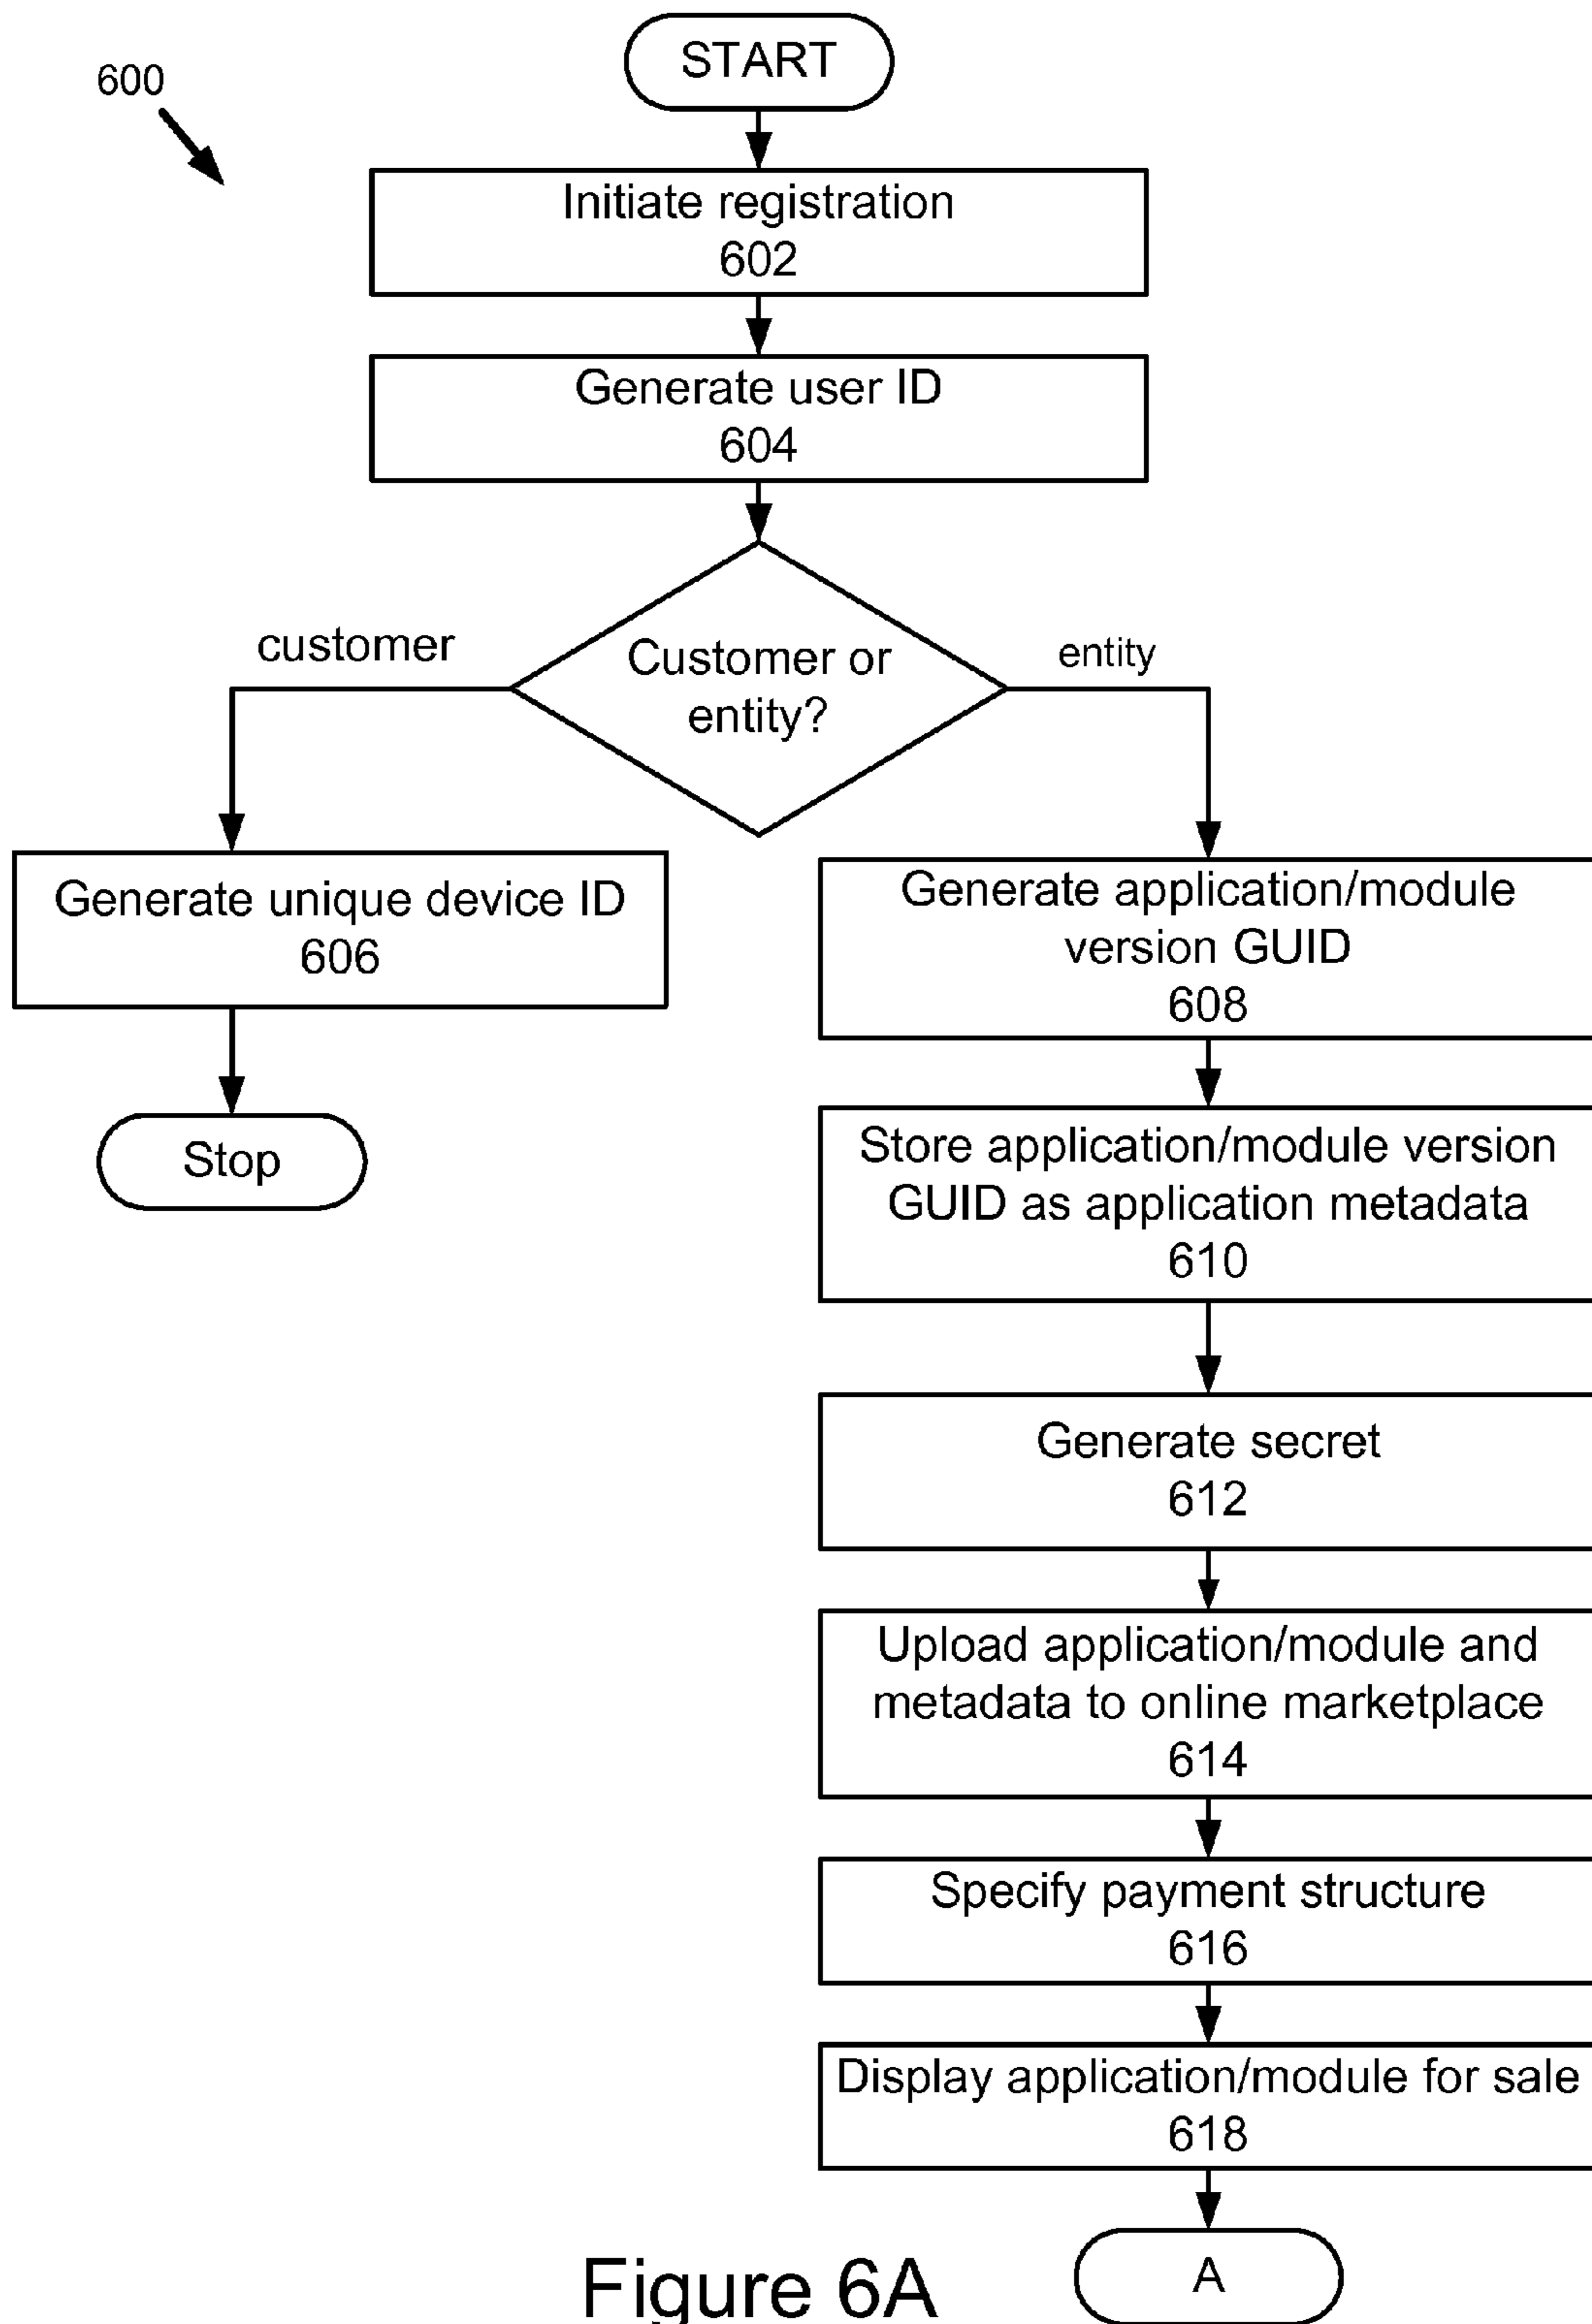 600
START
Initiate registration
602
Generate user ID
604
customer
Customer or
entity?
entity
Generate unique device ID
606
Stop
Generate application/module
version GUID
608
Store application/module version
GUID as application metadata
610
Generate secret
612
Upload application/module and
metadata to online marketplace
614
Specify payment structure
616
Display application/module for sale
618
A
Figure 6A